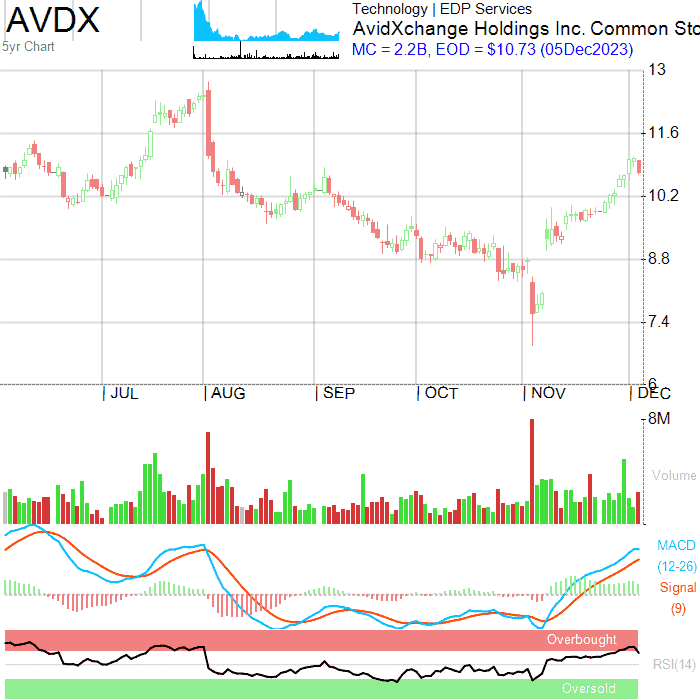 AVDX
5yr Chart
Technology | EDP Services
AvidXchange Holdings Inc. Common Sto
MC = 2.2B, EOD = $10.73 (05Dec2023)
13
11.6
10.2
8.8
7.4
6
| JUL | AUG | SEP | OCT | NOV | DEC
8M
Volume
MACD
(12-26)
Signal
(9)
Overbought
RSI(14)
Oversold